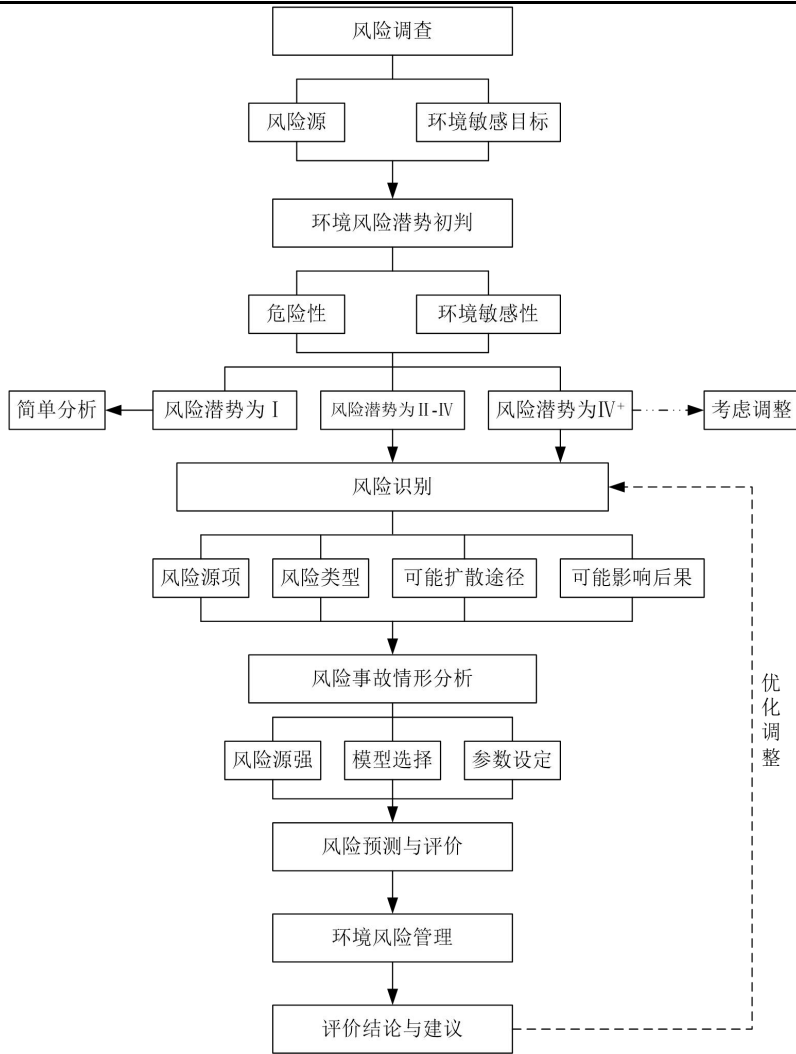 风险调查
风险源
环境敏感目标
环境风险潜势初判
危险性
环境敏感性
简单分析
风险潜势为Ⅰ
风险潜势为Ⅱ-Ⅳ
风险潜势为Ⅳ⁺
考虑调整
风险识别
风险源项
风险类型
可能扩散途径
可能影响后果
风险事故情形分析
优化调整
风险源强
模型选择
参数设定
风险预测与评价
环境风险管理
评价结论与建议